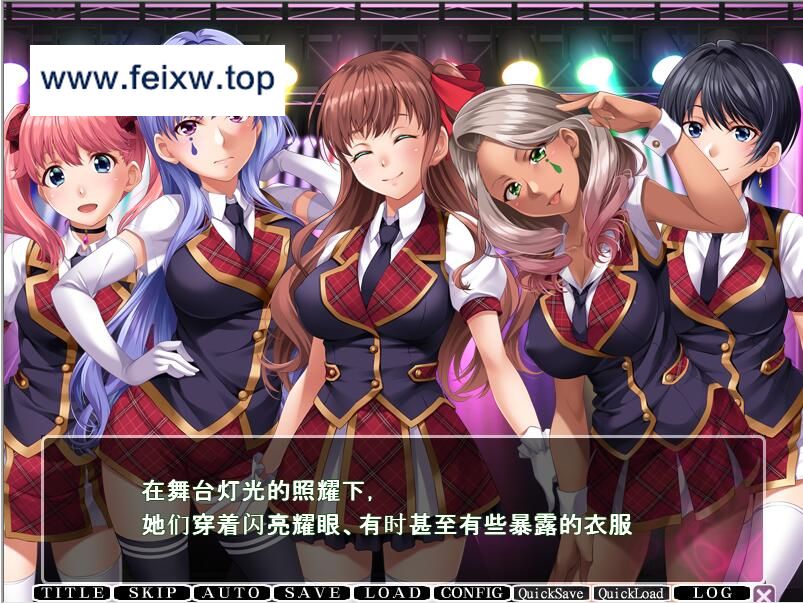 www.feixw.top
在舞台灯光的照耀下,
她们穿着闪亮耀眼、有时甚至有些暴露的衣服
TITLE SKIP AUTO SAVE LOAD CONFIG QuickSave QuickLoad LOG